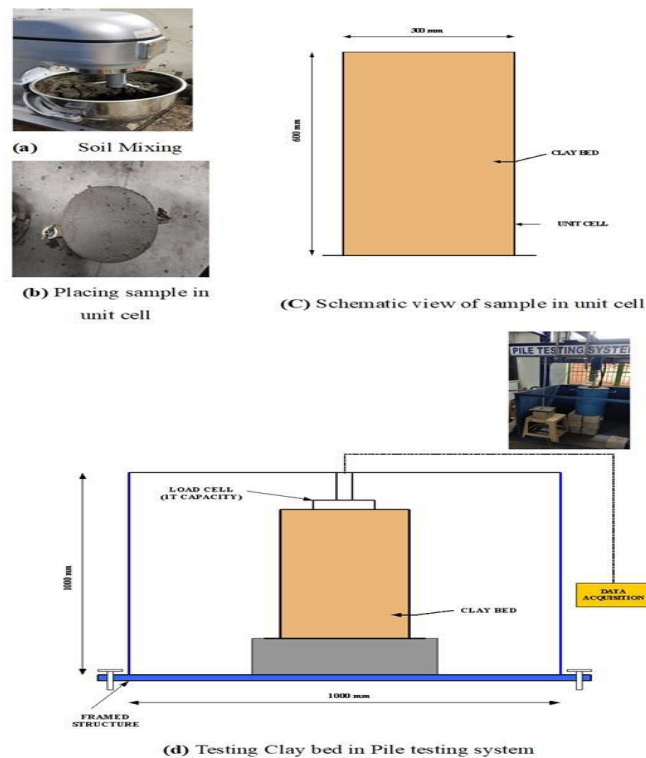 (a) Soil Mixing
(b) Placing sample in
unit cell
300 mm
600 mm
CLAY BED
UNIT CELL
(C) Schematic view of sample in unit cell
PILE TESTING SYSTEM
LOAD CELL
(1T CAPACITY)
1000 mm
CLAY BED
DATA
ACQUISITION
1000 mm
FRAMED
STRUCTURE
(d) Testing Clay bed in Pile testing system